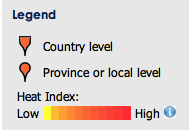 Legend
Country level
Province or local level
Heat Index:
Low High i